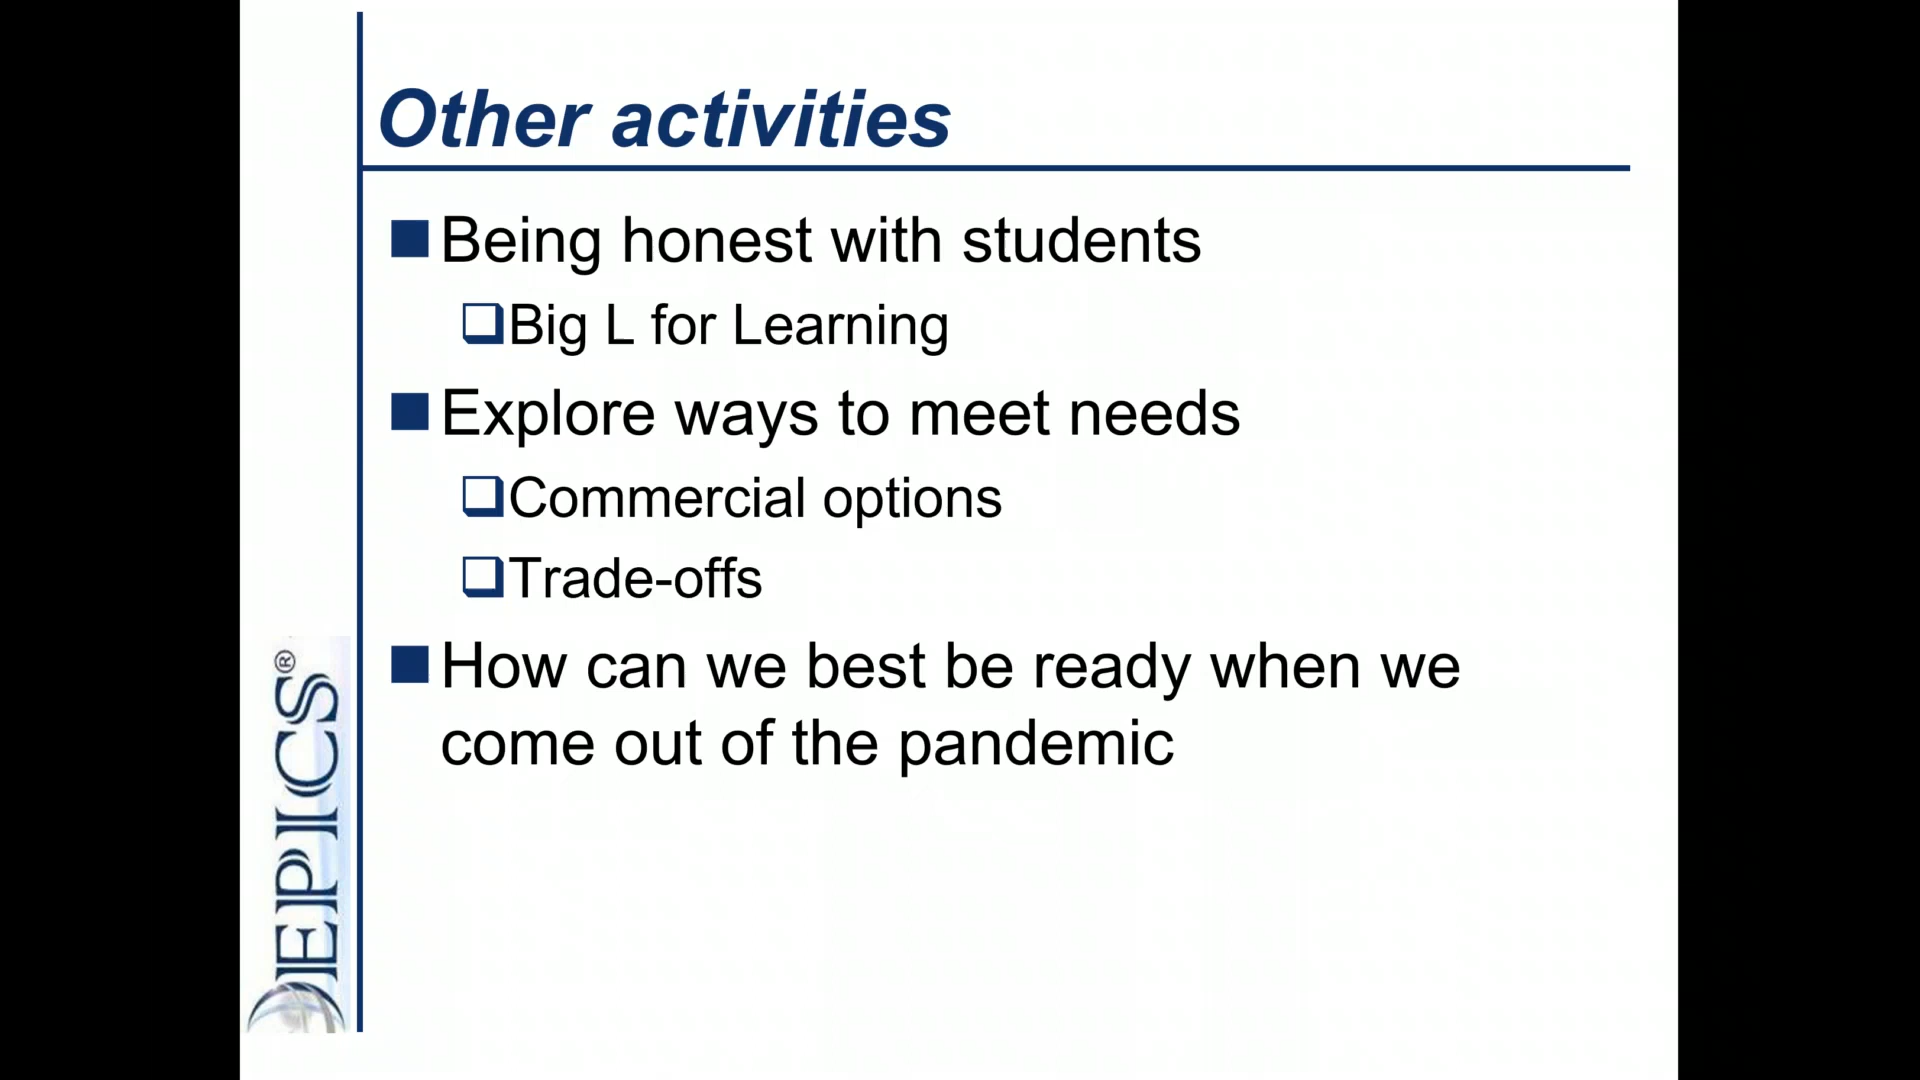 Other activities
Being honest with students
Big L for Learning
Explore ways to meet needs
Commercial options
Trade-offs
How can we best be ready when we
come out of the pandemic
EPICS®